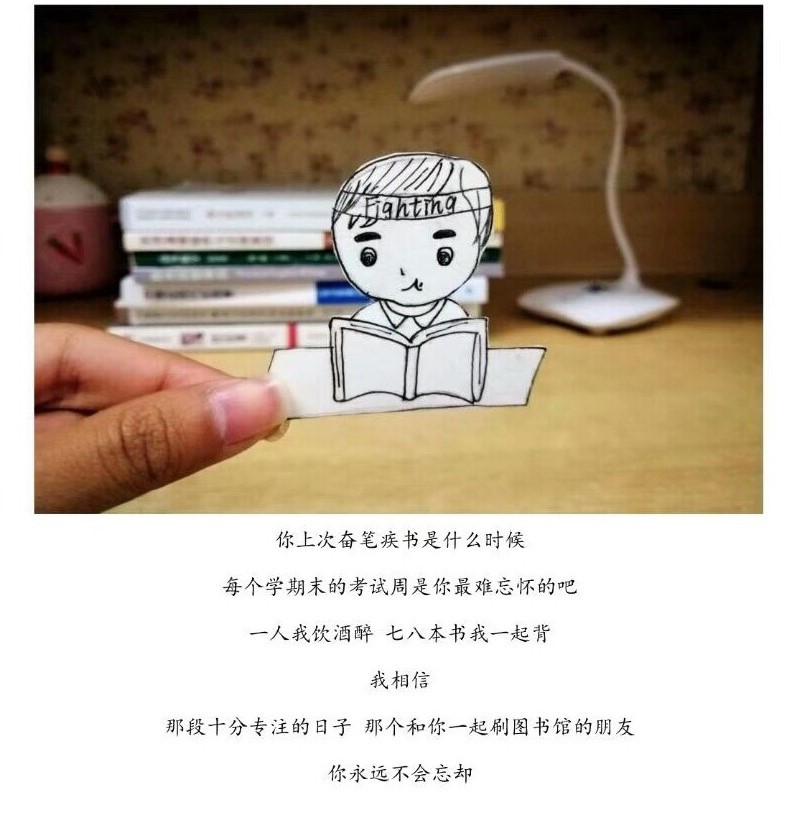 Fighting
你上次奋笔疾书是什么时候
每个学期末的考试周是你最难忘怀的吧
一人我饮酒醉 七八本书我一起背
我相信
那段十分专注的日子 那个和你一起刷图书馆的朋友
你永远不会忘却